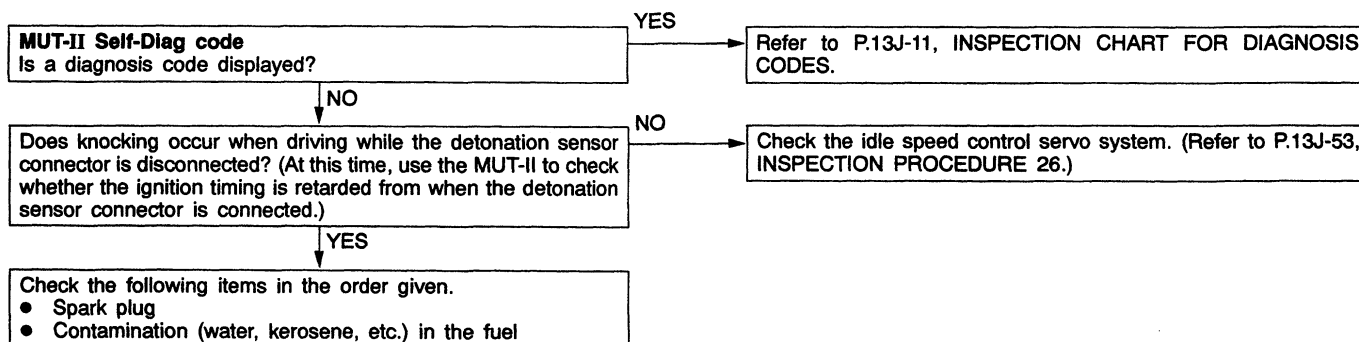 YES
MUT-II Self-Diag code
Is a diagnosis code displayed?
Refer to P.13J-11, INSPECTION CHART FOR DIAGNOSIS
CODES.
NO
Does knocking occur when driving while the detonation sensor
connector is disconnected? (At this time, use the MUT-II to check
whether the ignition timing is retarded from when the detonation
sensor connector is connected.)
NO
Check the idle speed control servo system. (Refer to P.13J-53,
INSPECTION PROCEDURE 26.)
YES
Check the following items in the order given.
● Spark plug
● Contamination (water, kerosene, etc.) in the fuel